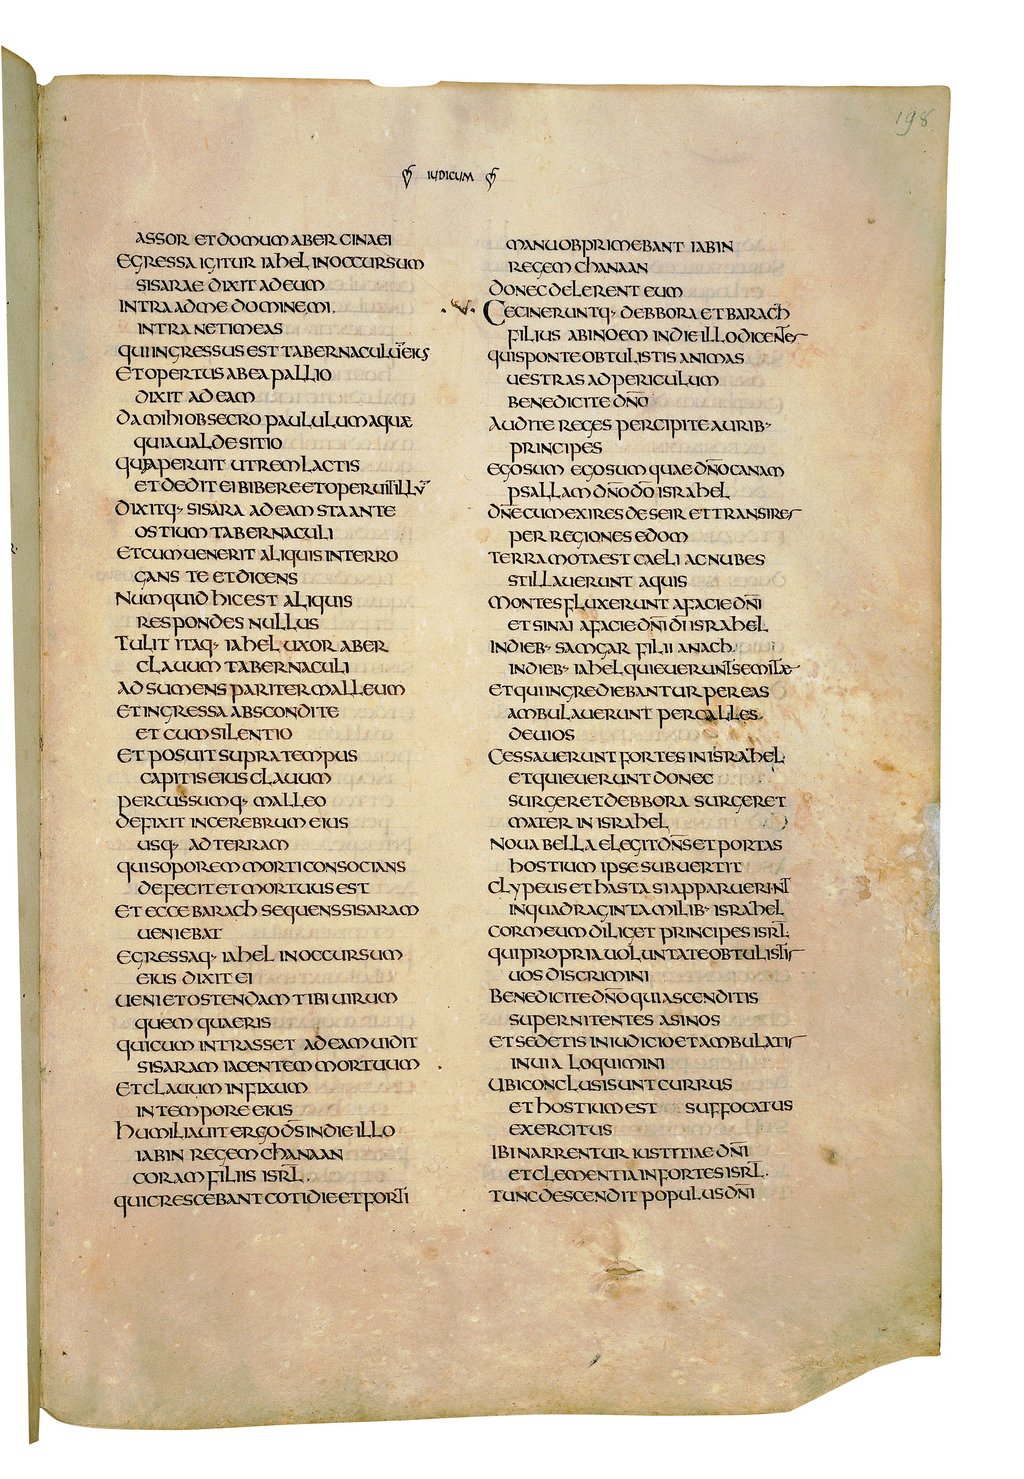 198
IUDICUM
ASSOR ET DOMUM ABER CINAEI
EGRESSA IGITUR IAHEL IN OCCURSUM
SISARAE DIXIT AD EUM
INTRA AD ME DOMINE MI.
INTRA NE TIMEAS
QUI INGRESSUS EST TABERNACULŪ EIUS
ET OPERTUS AB EA PALLIO
DIXIT AD EAM
DA MIHI OBSECRO PAULULUM AQUAE
QUIA UALDE SITIO
QUAE APERUIT UTREM LACTIS
ET DEDIT EI BIBERE ET OPERUIT ILLŪ
DIXITQ· SISARA AD EAM STA ANTE
OSTIUM TABERNACULI
ET CUM UENERIT ALIQUIS INTERRO
GANS TE ET DICENS
NUMQUID HIC EST ALIQUIS
RESPONDES NULLUS
TULIT ITAQ· IAHEL UXOR ABER
CLAUUM TABERNACULI
ADSUMENS PARITER MALLEUM
ET INGRESSA ABSCONDITE
ET CUM SILENTIO
ET POSUIT SUPRA TEMPUS
CAPITIS EIUS CLAUUM
PERCUSSUMQ· MALLEO
DEFIXIT IN CEREBRUM EIUS
USQ· AD TERRAM
QUI SOPOREM MORTI CONSOCIANS
DEFECIT ET MORTUUS EST
ET ECCE BARACH SEQUENS SISARAM
UENIEBAT
EGRESSAQ· IAHEL IN OCCURSUM
EIUS DIXIT EI
UENI ET OSTENDAM TIBI UIRUM
QUEM QUAERIS
QUI CUM INTRASSET AD EAM UIDIT
SISARAM IACENTEM MORTUUM
ET CLAUUM INFIXUM
IN TEMPORE EIUS
HUMILIAUIT ERGO D̄S IN DIE ILLO
IABIN REGEM CHANAAN
CORAM FILIIS ISRL̄.
QUI CRESCEBANT COTIDIE ET FORTI
MANU OBPRIMEBANT IABIN
REGEM CHANAAN
DONEC DELERENT EUM
·V· CECINERUNTQ· DEBBORA ET BARACH
FILIUS ABINOEM IN DIE ILLO DICENTES
QUI SPONTE OBTULISTIS ANIMAS
UESTRAS AD PERICULUM
BENEDICITE DN̄O
AUDITE REGES PERCIPITE AURIB·
PRINCIPES
EGO SUM EGO SUM QUAE DN̄O CANAM
PSALLAM DN̄O DŌ ISRAHEL
DN̄E CUM EXIRES DE SEIR ET TRANSIRES
PER REGIONES EDOM
TERRA MOTA EST CAELI AC NUBES
STILLAUERUNT AQUIS
MONTES FLUXERUNT A FACIE DN̄I
ET SINAI A FACIE DN̄I DĪ ISRAHEL
IN DIEB· SAMGAR FILII ANACH.
IN DIEB· IAHEL QUIEUERUNT SEMITAE
ET QUI INGREDIEBANTUR PER EAS
AMBULAUERUNT PER CALLES
DEUIOS
CESSAUERUNT FORTES IN ISRAHEL
ET QUIEUERUNT DONEC
SURGERET DEBBORA SURGERET
MATER IN ISRAHEL
NOUA BELLA ELEGIT DN̄S ET PORTAS
HOSTIUM IPSE SUBUERTIT
CLYPEUS ET HASTA SI APPARUERINT
IN QUADRAGINTA MILIB· ISRAHEL
COR MEUM DILIGET PRINCIPES ISRL̄
QUI PROPRIA UOLUNTATE OBTULISTIS
UOS DISCRIMINI
BENEDICITE DN̄O QUI ASCENDITIS
SUPER NITENTES ASINOS
ET SEDETIS IN IUDICIO ET AMBULATIS
IN UIA LOQUIMINI
UBI CONCLUSI SUNT CURRUS
ET HOSTIUM EST SUFFOCATUS
EXERCITUS
IBI NARRENTUR IUSTITIAE DN̄I
ET CLEMENTIA IN FORTES ISRL̄.
TUNC DESCENDIT POPULUS DN̄I